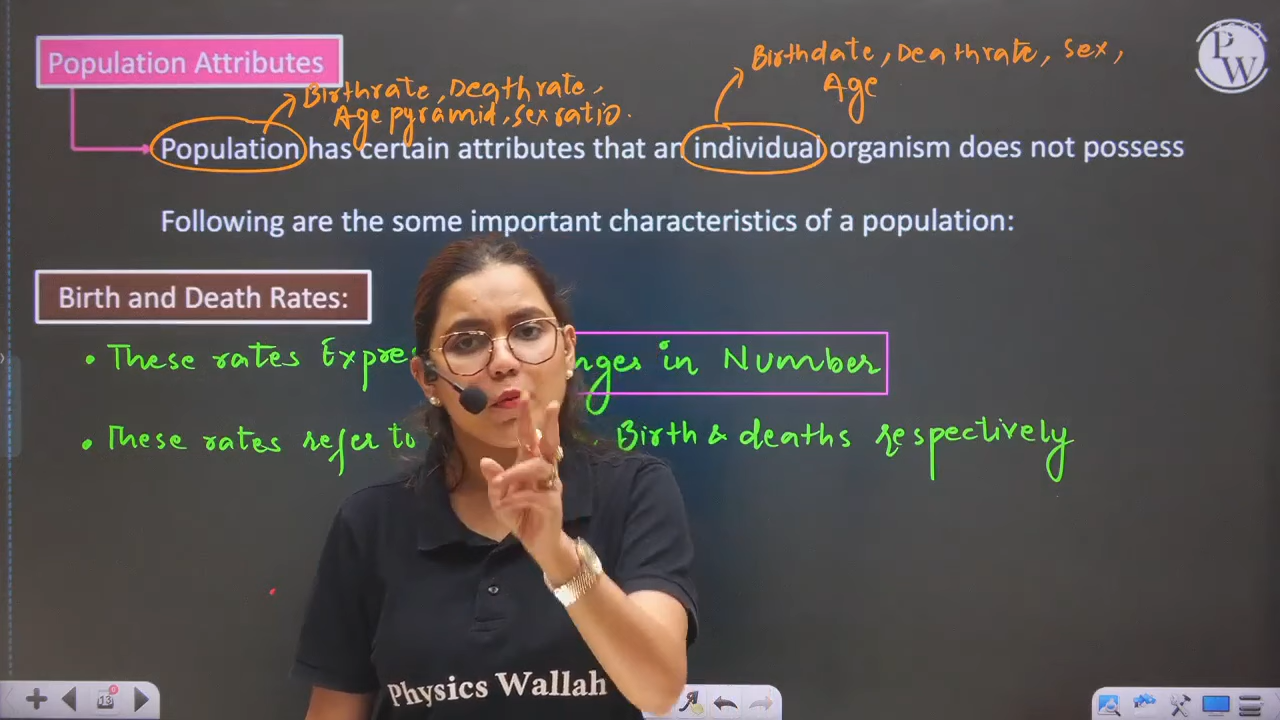 Population Attributes
Birthrate, Deathrate,
Age pyramid, sex ratio.
Birthdate, Deathrate, sex,
Age
Population has certain attributes that an individual organism does not possess
Following are the some important characteristics of a population:
Birth and Death Rates:
• These rates Expre nges in Number
• These rates refer to . Birth & deaths respectively
Physics Wallah
PW
13